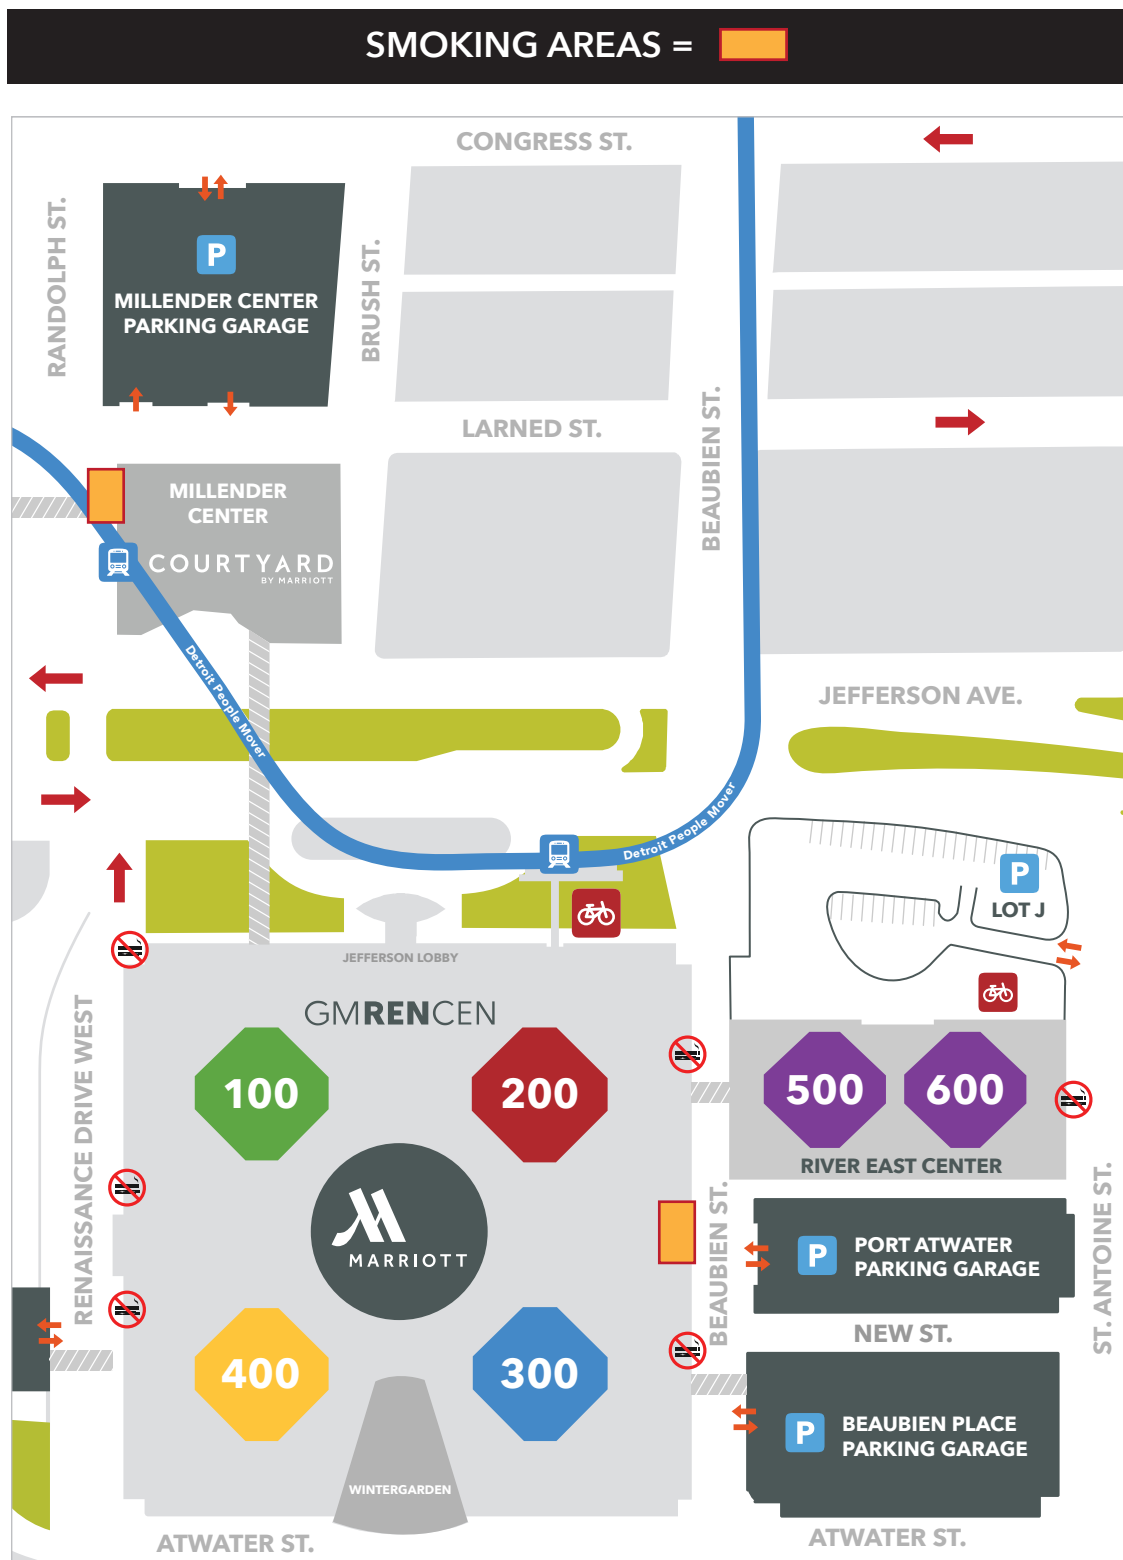 SMOKING AREAS =
CONGRESS ST.
RANDOLPH ST.
P
MILLENDER CENTER
PARKING GARAGE
BRUSH ST.
LARNED ST.
BEAUBIEN ST.
MILLENDER
CENTER
COURTYARD
BY MARRIOTT
Detroit People Mover
JEFFERSON AVE.
Detroit People Mover
P
LOT J
JEFFERSON LOBBY
GMRENCEN
RENAISSANCE DRIVE WEST
100
200
500
600
RIVER EAST CENTER
MARRIOTT
BEAUBIEN ST.
P
PORT ATWATER
PARKING GARAGE
ST. ANTOINE ST.
NEW ST.
400
300
P
BEAUBIEN PLACE
PARKING GARAGE
WINTERGARDEN
ATWATER ST.
ATWATER ST.